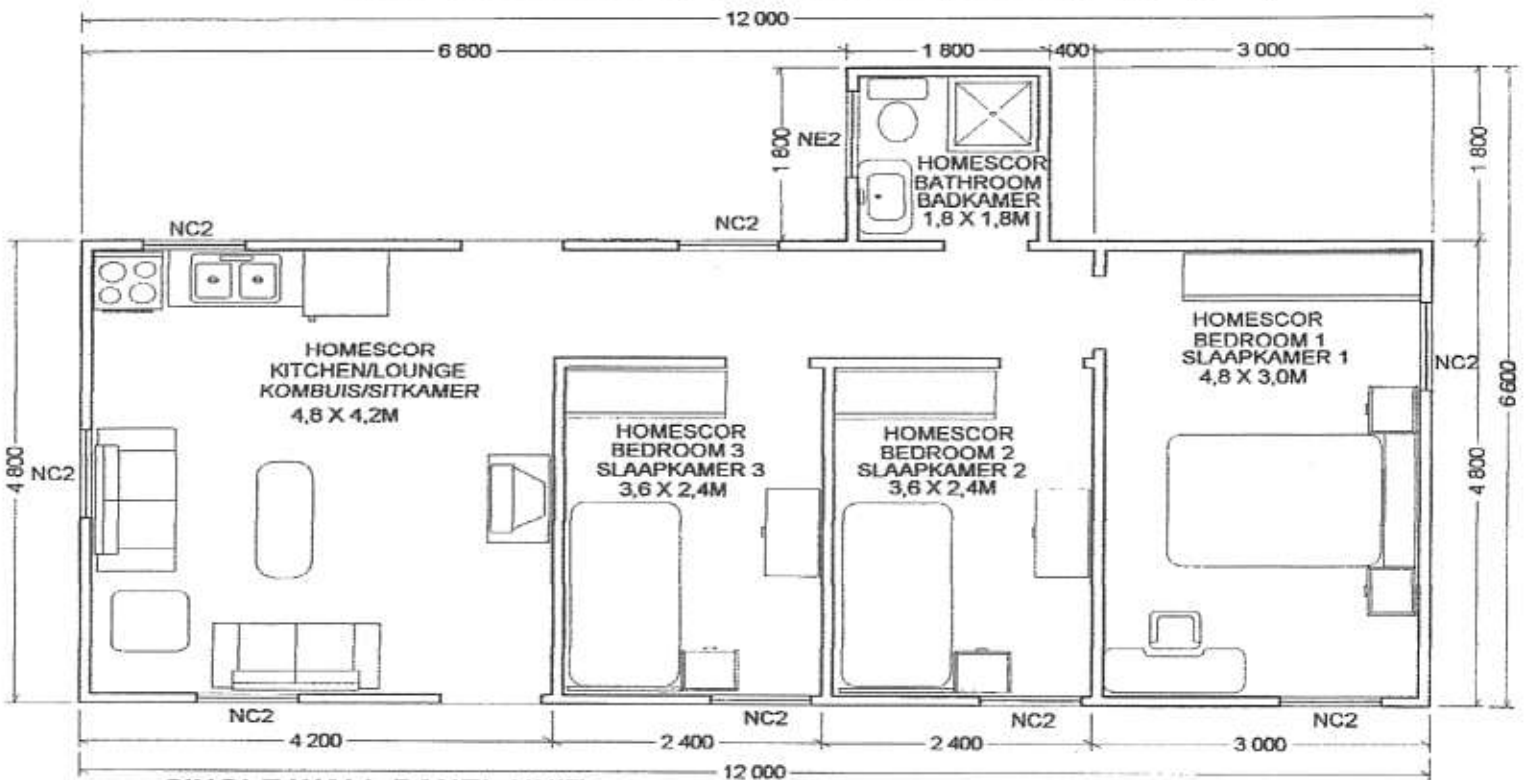 12 000
6 800
1 800
400
3 000
1 800
NE2
1 800
HOMESCOR
BATHROOM
BADKAMER
1,8 X 1,8M
NC2
NC2
HOMESCOR
KITCHEN/LOUNGE
KOMBUIS/SITKAMER
4,8 X 4,2M
HOMESCOR
BEDROOM 1
SLAAPKAMER 1
4,8 X 3,0M
NC2
6 600
HOMESCOR
BEDROOM 3
SLAAPKAMER 3
3,6 X 2,4M
HOMESCOR
BEDROOM 2
SLAAPKAMER 2
3,6 X 2,4M
4 800
NC2
4 800
NC2
NC2
NC2
NC2
4 200
2 400
2 400
3 000
12 000